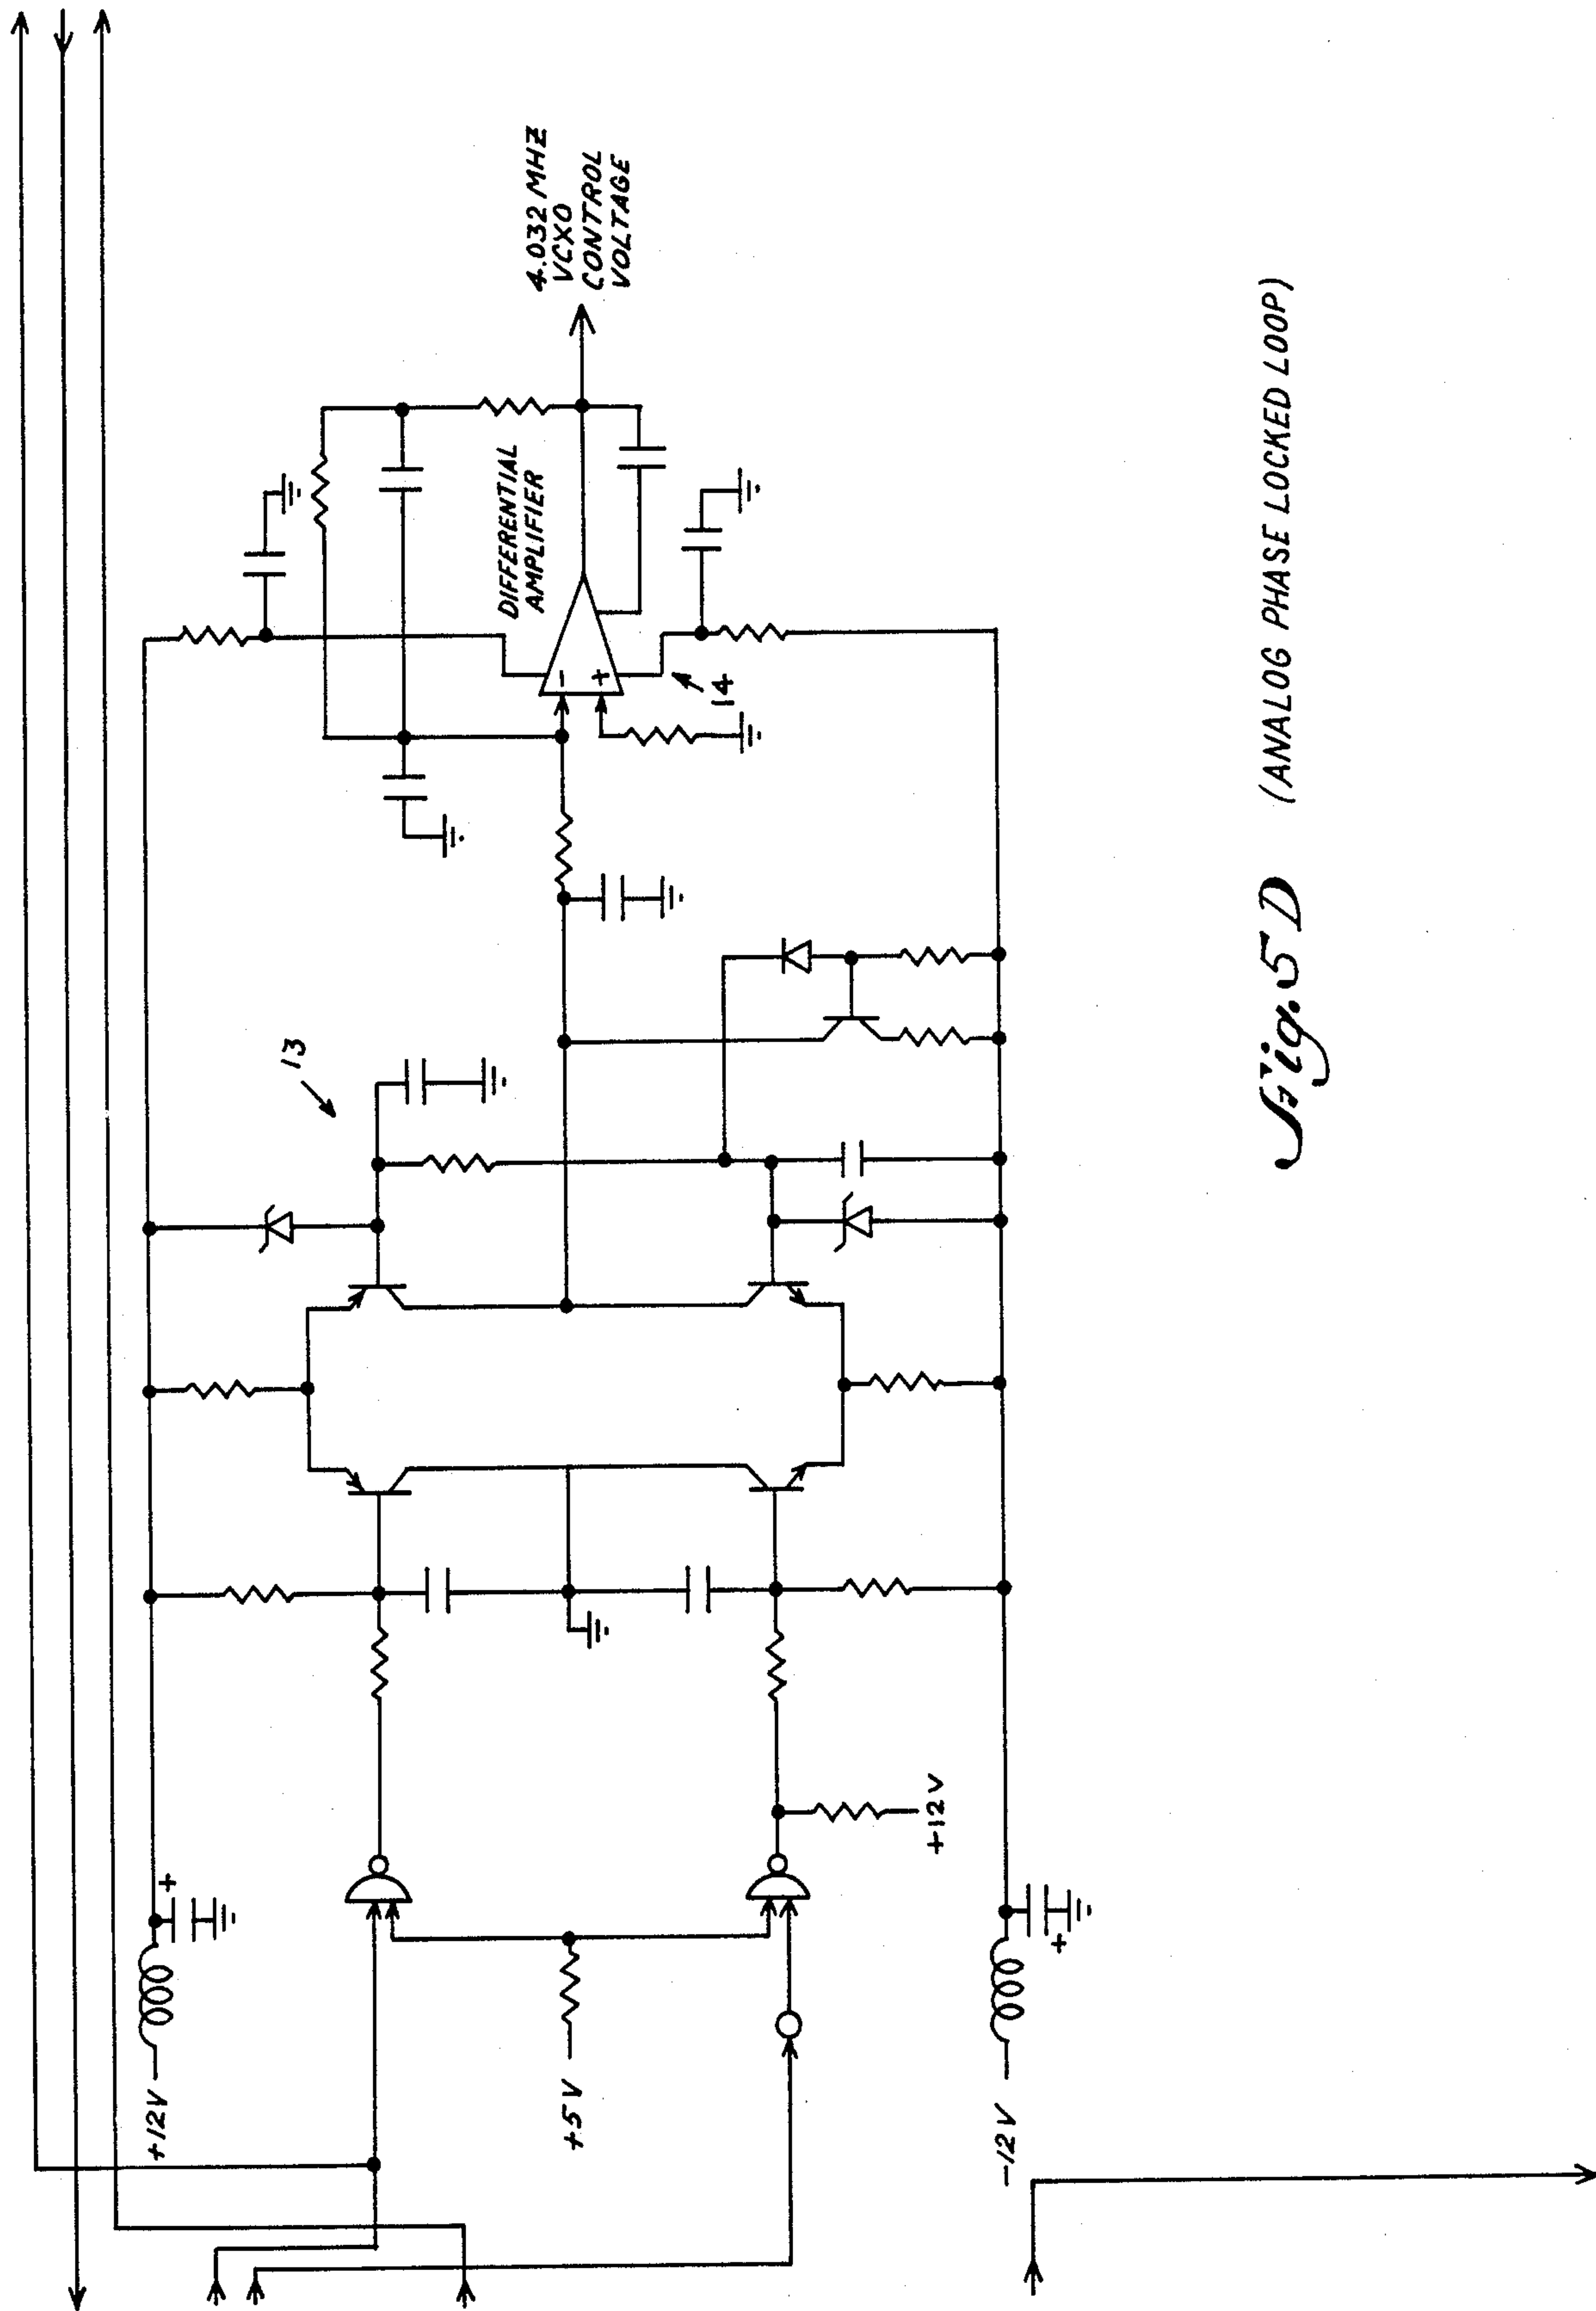 +12V
+
13
DIFFERENTIAL
AMPLIFIER
4.032 MHZ
VCXO
CONTROL
VOLTAGE
-
+
14
+5V
+12V
-12V
+
Fig. 5D (ANALOG PHASE LOCKED LOOP)